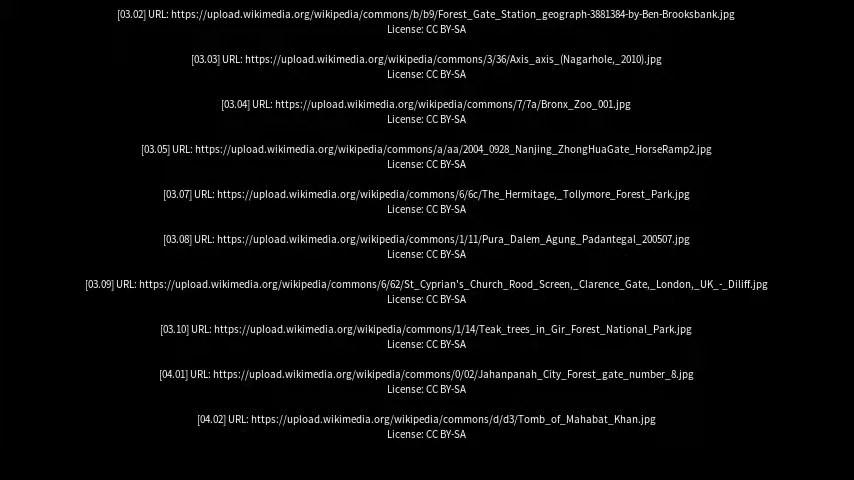 [03.02] URL: https://upload.wikimedia.org/wikipedia/commons/b/b9/Forest_Gate_Station_geograph-3881384-by-Ben-Brooksbank.jpg
License: CC BY-SA
[03.03] URL: https://upload.wikimedia.org/wikipedia/commons/3/36/Axis_axis_(Nagarhole,_2010).jpg
License: CC BY-SA
[03.04] URL: https://upload.wikimedia.org/wikipedia/commons/7/7a/Bronx_Zoo_001.jpg
License: CC BY-SA
[03.05] URL: https://upload.wikimedia.org/wikipedia/commons/a/aa/2004_0928_Nanjing_ZhongHuaGate_HorseRamp2.jpg
License: CC BY-SA
[03.07] URL: https://upload.wikimedia.org/wikipedia/commons/6/6c/The_Hermitage,_Tollymore_Forest_Park.jpg
License: CC BY-SA
[03.08] URL: https://upload.wikimedia.org/wikipedia/commons/1/11/Pura_Dalem_Agung_Padantegal_200507.jpg
License: CC BY-SA
[03.09] URL: https://upload.wikimedia.org/wikipedia/commons/6/62/St_Cyprian's_Church_Rood_Screen,_Clarence_Gate,_London,_UK_-_Diliff.jpg
License: CC BY-SA
[03.10] URL: https://upload.wikimedia.org/wikipedia/commons/1/14/Teak_trees_in_Gir_Forest_National_Park.jpg
License: CC BY-SA
[04.01] URL: https://upload.wikimedia.org/wikipedia/commons/0/02/Jahanpanah_City_Forest_gate_number_8.jpg
License: CC BY-SA
[04.02] URL: https://upload.wikimedia.org/wikipedia/commons/d/d3/Tomb_of_Mahabat_Khan.jpg
License: CC BY-SA